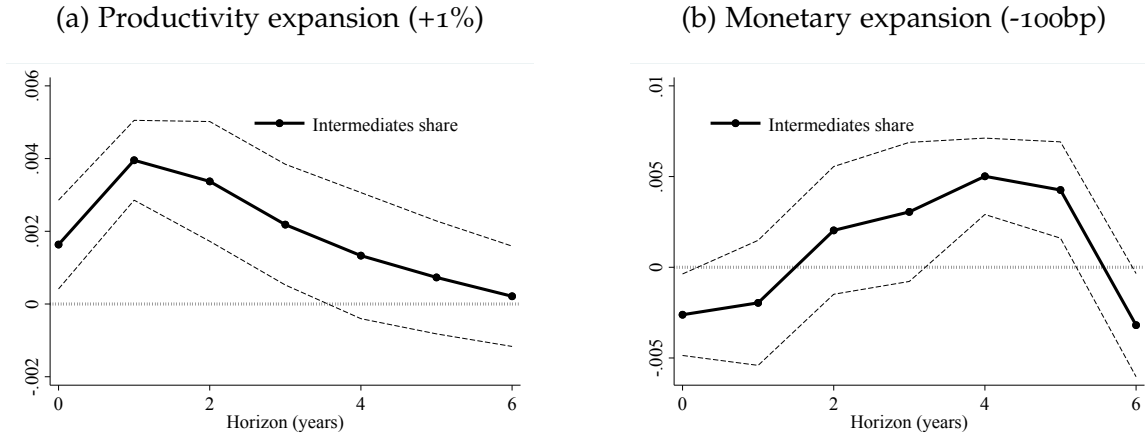 (a) Productivity expansion (+1%)
.006
.004
.002
0
-.002
Intermediates share
0 2 4 6
Horizon (years)
(b) Monetary expansion (-100bp)
.01
.005
0
-.005
Intermediates share
0 2 4 6
Horizon (years)